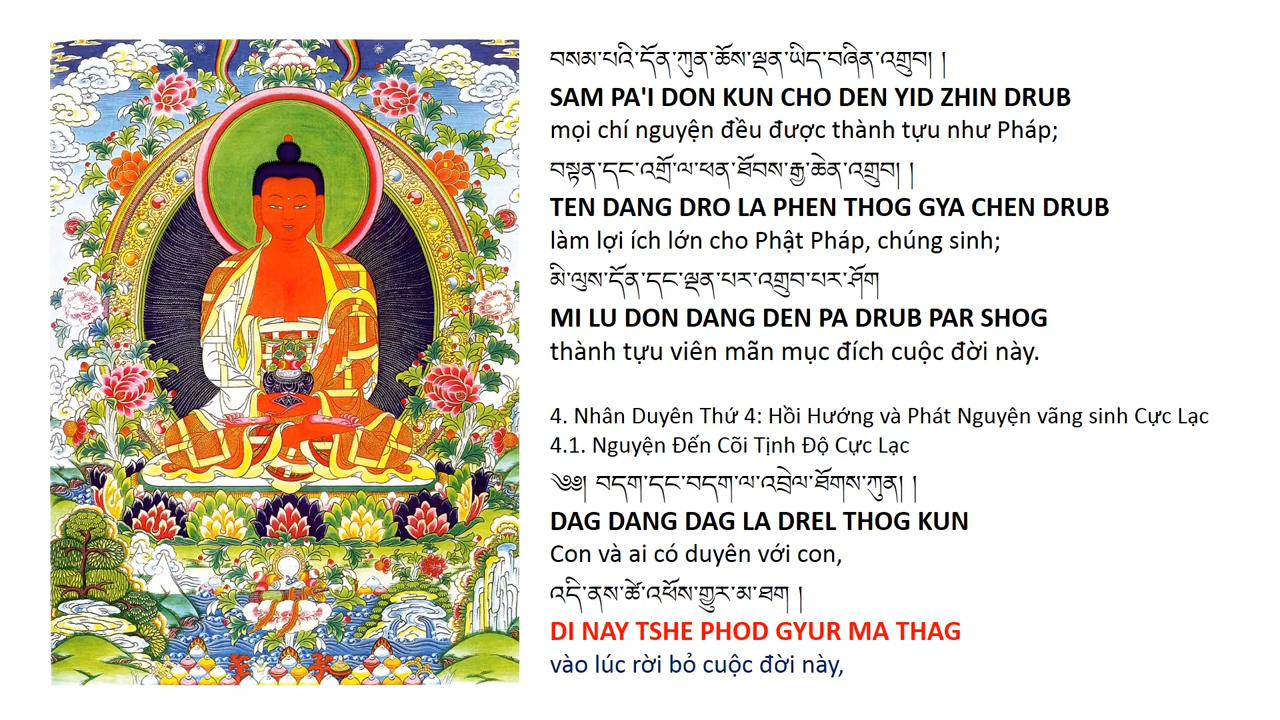 བསམ་པའི་དོན་ཀུན་ཆོས་ལྡན་ཡིད་བཞིན་འགྲུབ། །
SAM PA'I DON KUN CHO DEN YID ZHIN DRUB
mọi chí nguyện đều được thành tựu như Pháp;
བསྟན་དང་འགྲོ་ལ་ཕན་ཐོབས་རྒྱ་ཆེན་འགྲུབ། །
TEN DANG DRO LA PHEN THOG GYA CHEN DRUB
làm lợi ích lớn cho Phật Pháp, chúng sinh;
མི་ལུས་དོན་དང་ལྡན་པར་འགྲུབ་པར་ཤོག
MI LU DON DANG DEN PA DRUB PAR SHOG
thành tựu viên mãn mục đích cuộc đời này.
4. Nhân Duyên Thứ 4: Hồi Hướng và Phát Nguyện vãng sinh Cực Lạc
4.1. Nguyện Đến Cõi Tịnh Độ Cực Lạc
༄༅། བདག་དང་བདག་ལ་འབྲེལ་ཐོགས་ཀུན། །
DAG DANG DAG LA DREL THOG KUN
Con và ai có duyên với con,
འདི་ནས་ཚེ་འཕོས་གྱུར་མ་ཐག །
DI NAY TSHE PHOD GYUR MA THAG
vào lúc rời bỏ cuộc đời này,